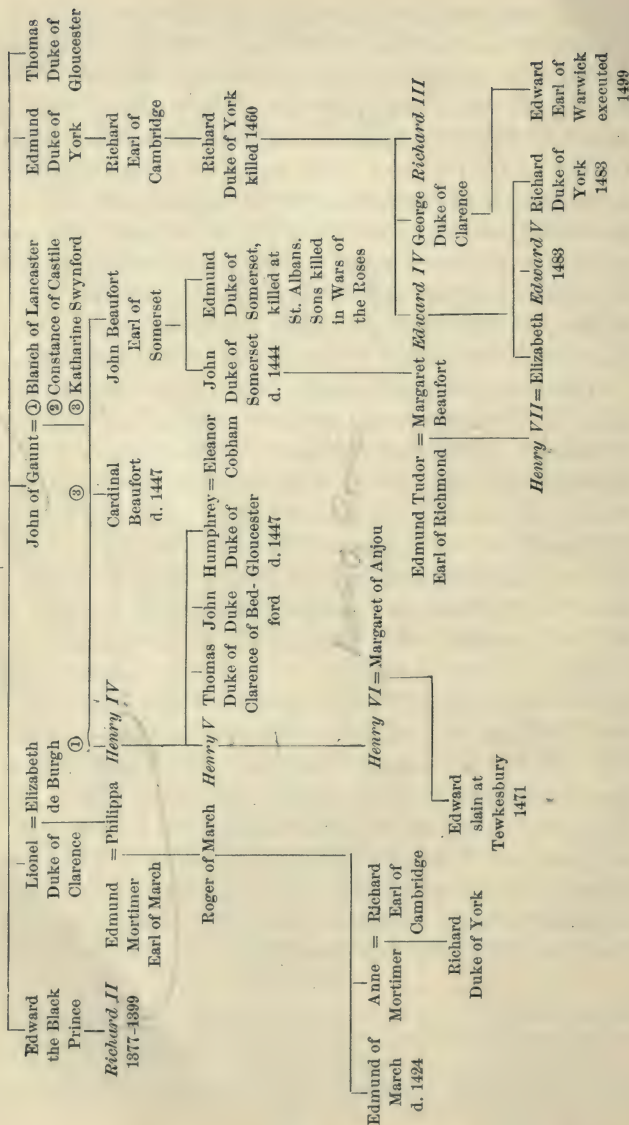 Edward
the Black
Prince
Richard II
1377-1399
Lionel = Elizabeth
Duke of de Burgh
Clarence
Edmund = Philippa
Mortimer
Earl of March
Roger of March
Edmund of
March
d. 1424
Anne = Richard
Mortimer Earl of
Cambridge
Richard
Duke of York
John of Gaunt = ① Blanch of Lancaster
② Constance of Castile
③ Katharine Swynford
①
Henry IV
③
Cardinal
Beaufort
d. 1447
John Beaufort
Earl of
Somerset
Henry V
Thomas
Duke of
Clarence
John
Duke
of Bed-
ford
Humphrey = Eleanor
Duke of Cobham
Gloucester
d. 1447
John
Duke of
Somerset
d. 1444
Edmund
Duke of
Somerset,
killed at
St. Albans.
Sons killed
in Wars of
the Roses
Henry VI = Margaret of Anjou
Edward
slain at
Tewkesbury
1471
Edmund Tudor = Margaret
Earl of Richmond Beaufort
Edmund
Duke of
York
Richard
Earl of
Cambridge
Richard
Duke of York
killed 1460
Edward IV George Richard III
Duke of
Clarence
Henry VII = Elizabeth Edward V Richard
1483 Duke of
York
1483
Edward
Earl of
Warwick
executed
1499
Thomas
Duke of
Gloucester